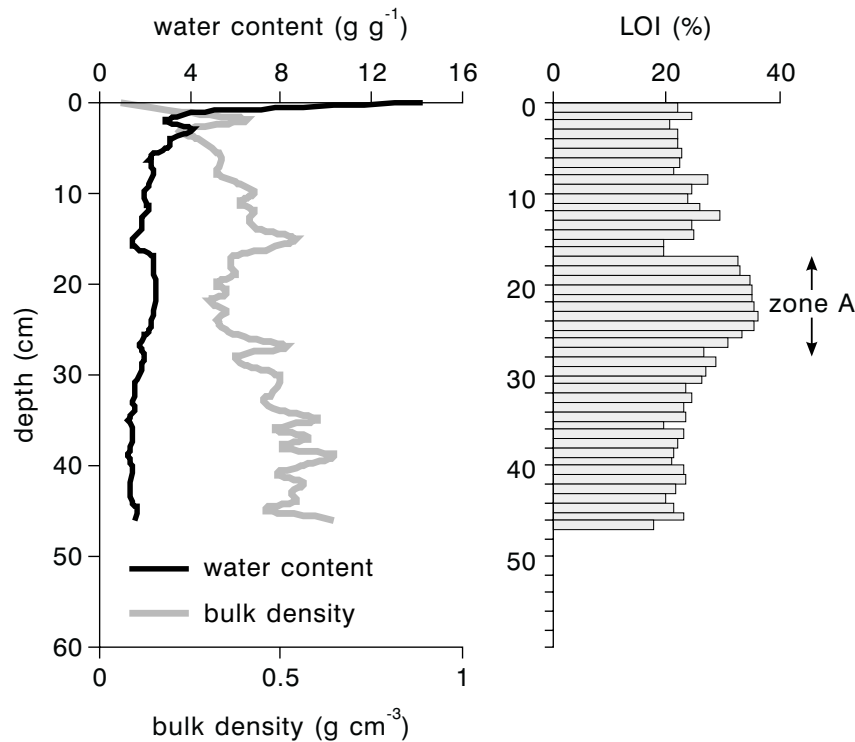 water content (g g⁻¹) LOI (%)
0 4 8 12 16 0 20 40
0
10
20
30
40
50
60
depth (cm)
0
10
20
30
40
50
zone A
water content
bulk density
0 0.5 1
bulk density (g cm⁻³)